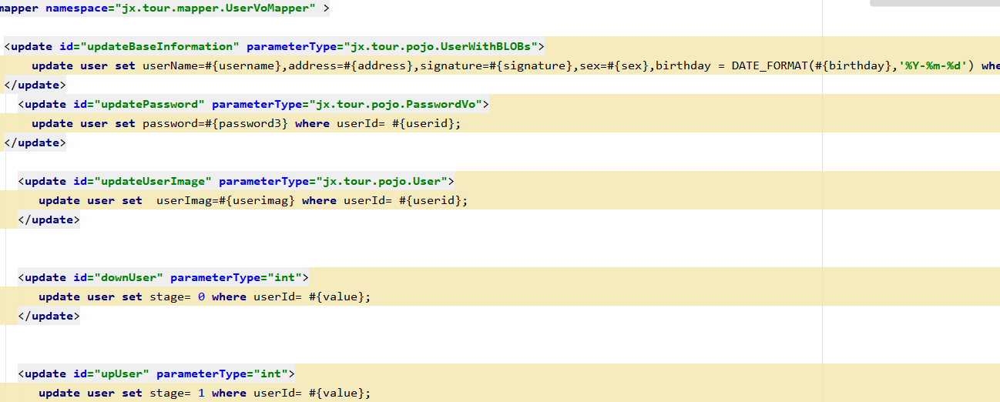 mapper namespace="jx.tour.mapper.UserVoMapper" >
<update id="updateBaseInformation" parameterType="jx.tour.pojo.UserWithBLOBs">
update user set userName=#{username},address=#{address},signature=#{signature},sex=#{sex},birthday = DATE_FORMAT(#{birthday},'%Y-%m-%d') whe
</update>
<update id="updatePassword" parameterType="jx.tour.pojo.PasswordVo">
update user set password=#{password3} where userId= #{userid};
</update>
<update id="updateUserImage" parameterType="jx.tour.pojo.User">
update user set  userImag=#{userimag} where userId= #{userid};
</update>
<update id="downUser" parameterType="int">
update user set stage= 0 where userId= #{value};
</update>
<update id="upUser" parameterType="int">
update user set stage= 1 where userId= #{value};